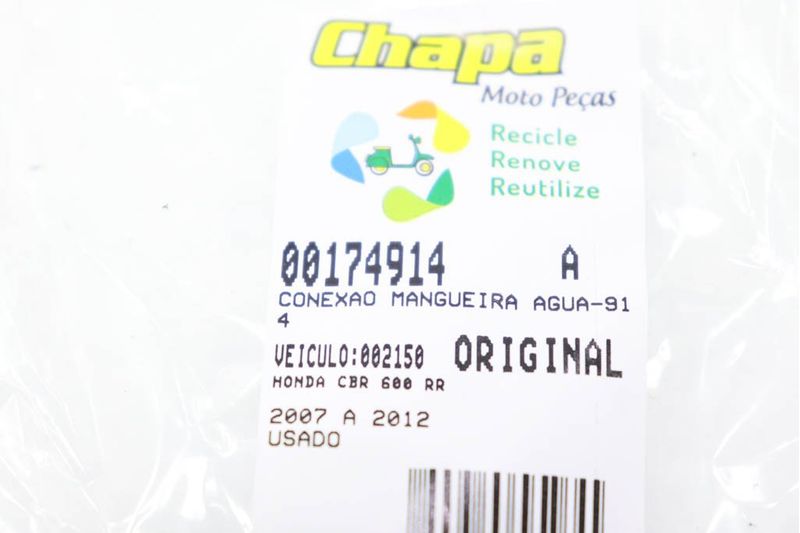 Chapa
Moto Peças
Recicle
Renove
Reutilize
00174914 A
CONEXAO MANGUEIRA AGUA-91
4
VEICULO:002150 ORIGINAL
HONDA CBR 600 RR
2007 A 2012
USADO